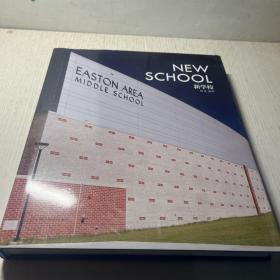 NEW
SCHOOL
新学校
EASTON AREA
MIDDLE SCHOOL